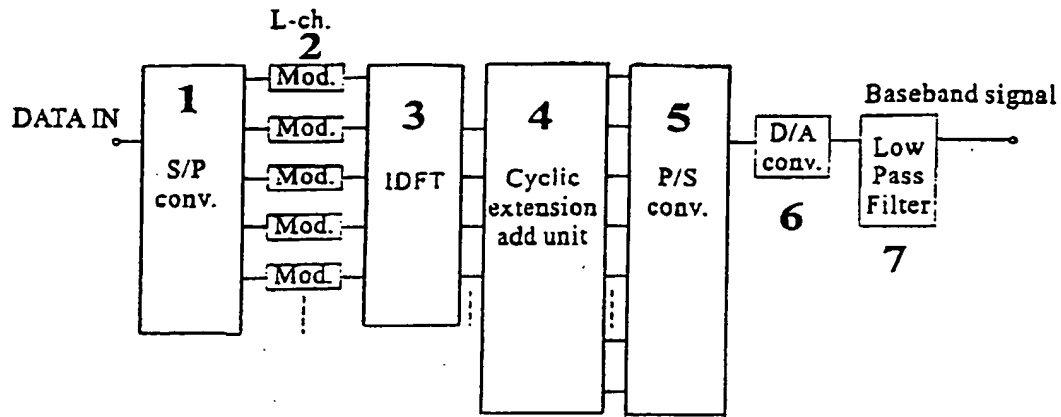 L-ch.
2
DATA IN
1
S/P
conv.
Mod.
Mod.
Mod.
Mod.
Mod.
3
IDFT
4
Cyclic
extension
add unit
5
P/S
conv.
D/A
conv.
6
Baseband signal
Low
Pass
Filter
7